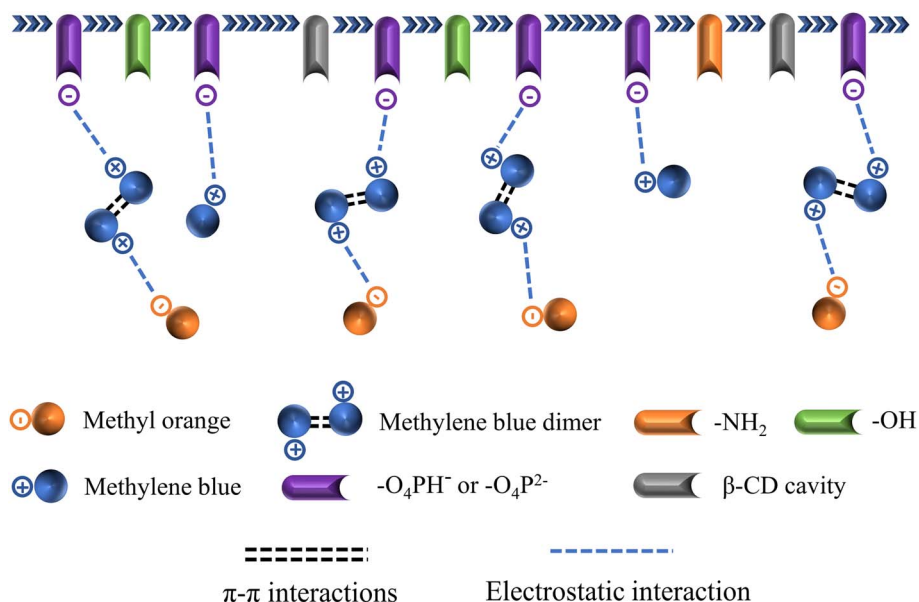 Methyl orange
Methylene blue dimer
-NH₂
-OH
Methylene blue
-O₄PH⁻ or -O₄P²⁻
β-CD cavity
π-π interactions
Electrostatic interaction